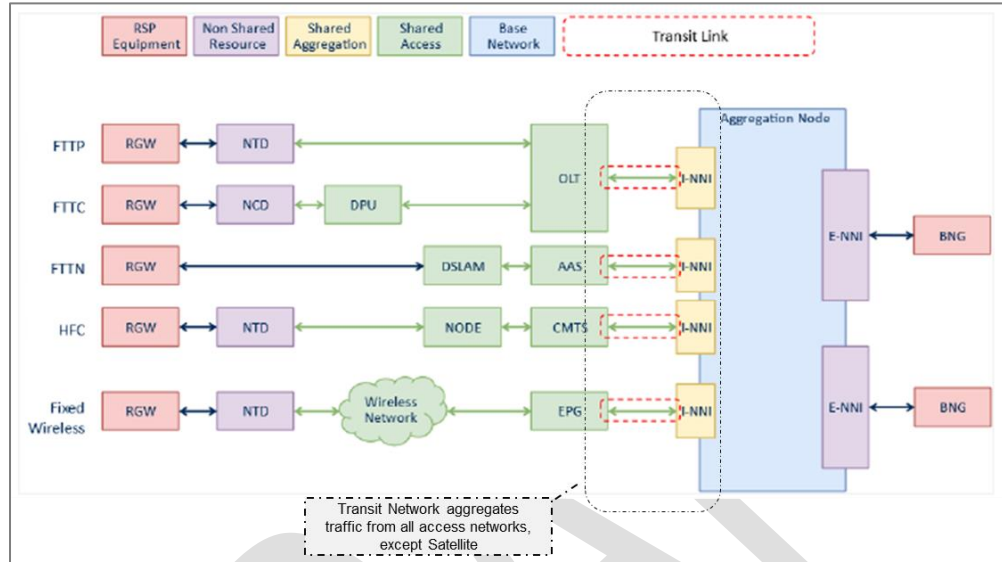 RSP
Equipment
Non Shared
Resource
Shared
Aggregation
Shared
Access
Base
Network
Transit Link
Aggregation Node
FTTP
RGW
NTD
OLT
I-NNI
FTTC
RGW
NCD
DPU
E-NNI
BNG
FTTN
RGW
DSLAM
AAS
I-NNI
HFC
RGW
NTD
NODE
CMTS
I-NNI
Fixed
Wireless
RGW
NTD
Wireless
Network
EPG
I-NNI
E-NNI
BNG
Transit Network aggregates
traffic from all access networks,
except Satellite